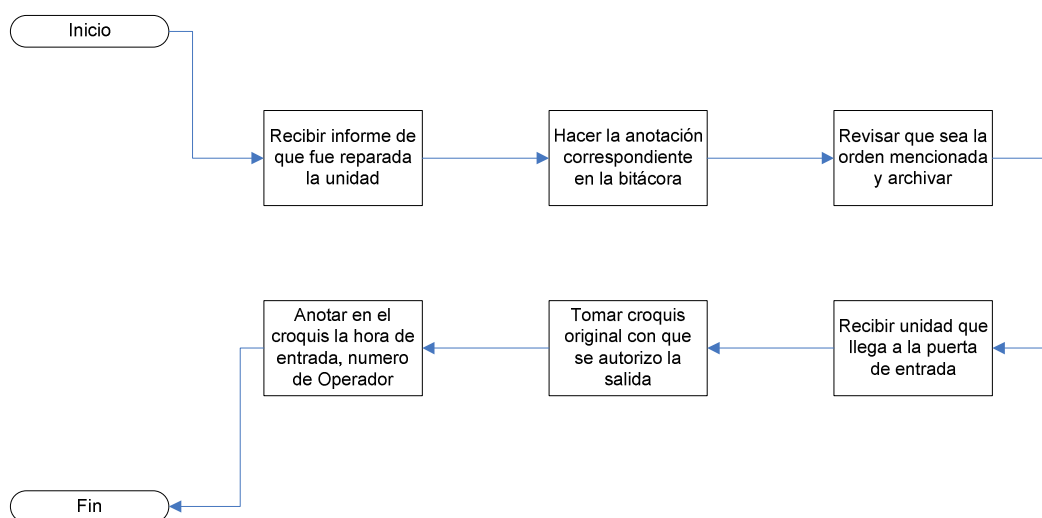 Inicio
Recibir informe de
que fue reparada
la unidad
Hacer la anotación
correspondiente
en la bitácora
Revisar que sea la
orden mencionada
y archivar
Recibir unidad que
llega a la puerta
de entrada
Tomar croquis
original con que
se autorizo la
salida
Anotar en el
croquis la hora de
entrada, numero
de Operador
Fin